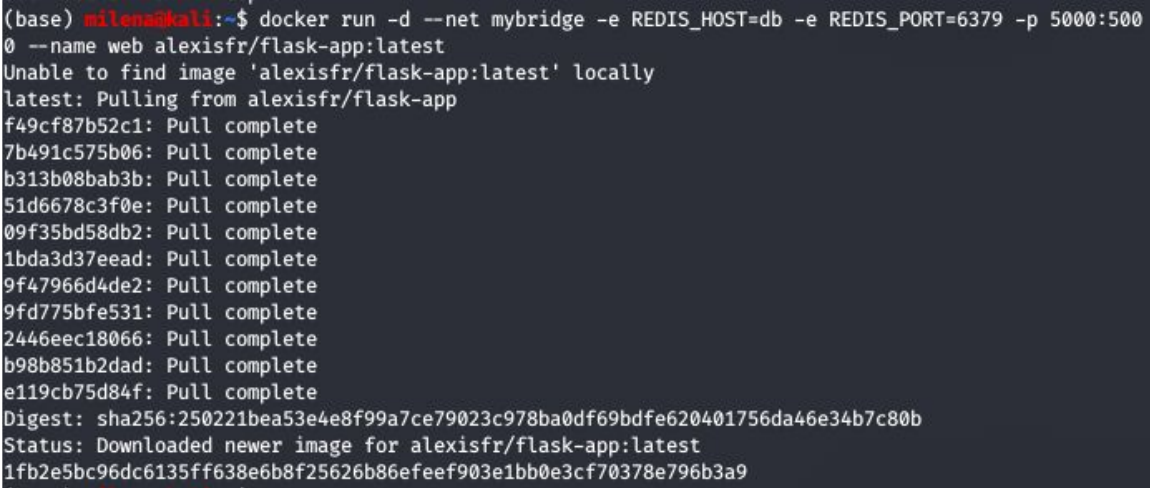 (base) milena@kali:~$ docker run -d --net mybridge -e REDIS_HOST=db -e REDIS_PORT=6379 -p 5000:500
0 --name web alexisfr/flask-app:latest
Unable to find image 'alexisfr/flask-app:latest' locally
latest: Pulling from alexisfr/flask-app
f49cf87b52c1: Pull complete
7b491c575b06: Pull complete
b313b08bab3b: Pull complete
51d6678c3f0e: Pull complete
09f35bd58db2: Pull complete
1bda3d37eead: Pull complete
9f47966d4de2: Pull complete
9fd775bfe531: Pull complete
2446eec18066: Pull complete
b98b851b2dad: Pull complete
e119cb75d84f: Pull complete
Digest: sha256:250221bea53e4e8f99a7ce79023c978ba0df69bdfe620401756da46e34b7c80b
Status: Downloaded newer image for alexisfr/flask-app:latest
1fb2e5bc96dc6135ff638e6b8f25626b86efeef903e1bb0e3cf70378e796b3a9